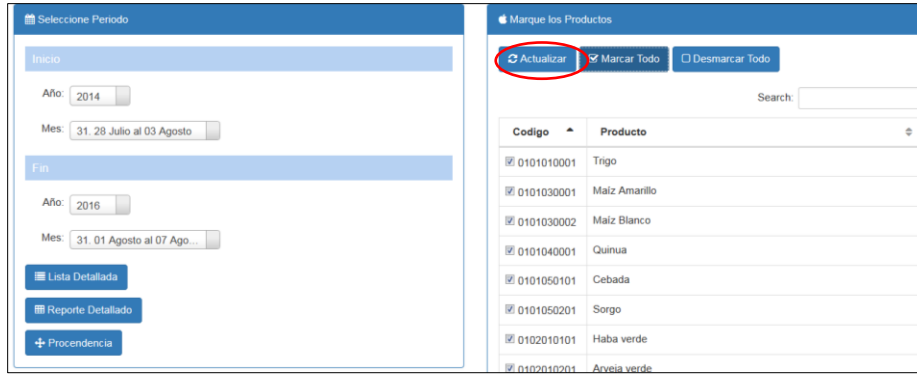 Seleccione Periodo
Inicio
Año: 2014
Mes: 31. 28 Julio al 03 Agosto
Fin
Año: 2016
Mes: 31. 01 Agosto al 07 Ago...
Lista Detallada
Reporte Detallado
Procendencia
Marque los Productos
Actualizar Marcar Todo Desmarcar Todo
Search:
Codigo Producto
0101010001 Trigo
0101030001 Maíz Amarillo
0101030002 Maíz Blanco
0101040001 Quinua
0101050101 Cebada
0101050201 Sorgo
0102010101 Haba verde
0102010201 Arveja verde